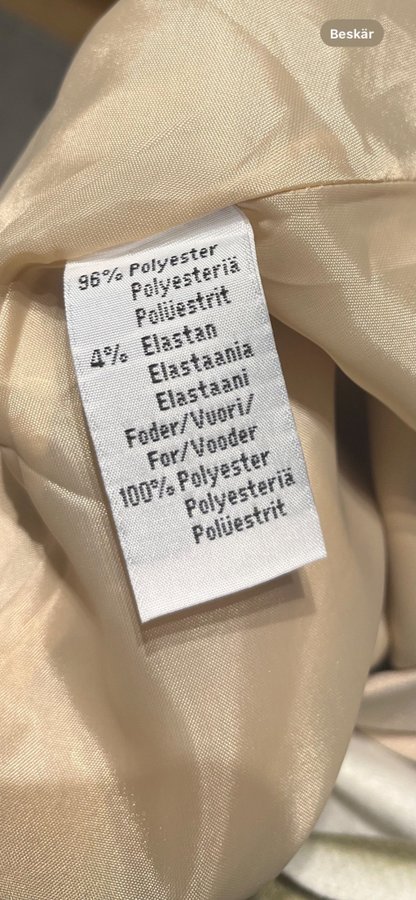 Beskär
96% Polyester
Polyesteriä
Polüestrit
4% Elastan
Elastaania
Elastaani
Foder/Vuori/
For/Vooder
100% Polyester
Polyesteriä
Polüestrit